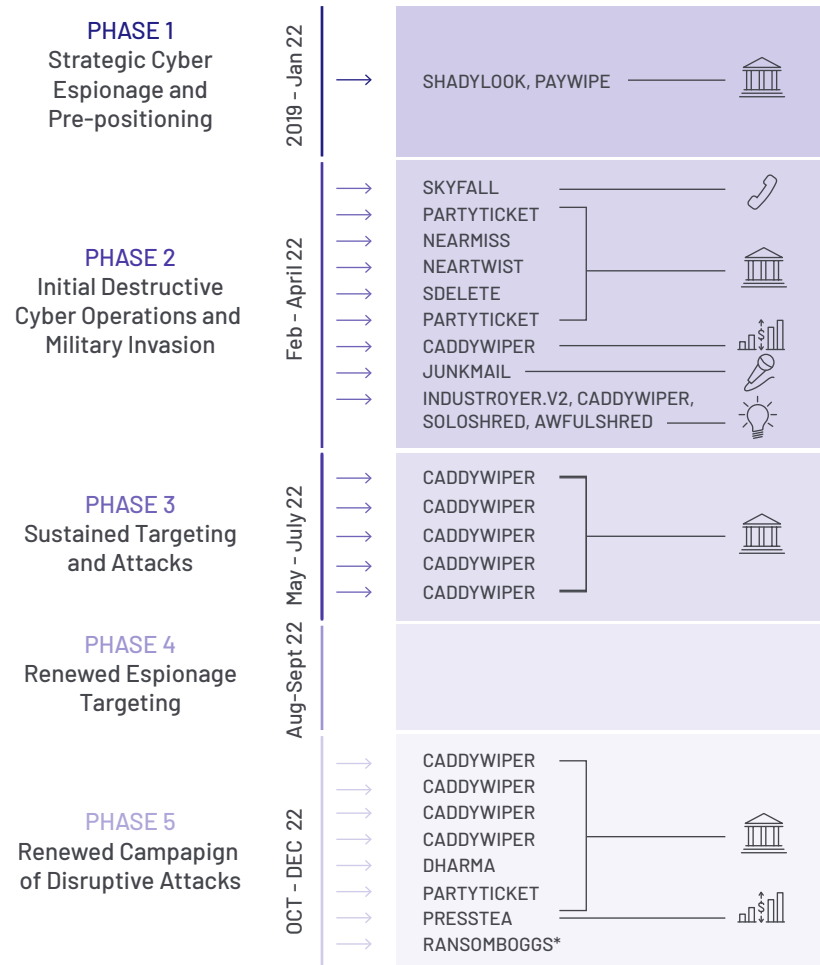 PHASE 1
Strategic Cyber
Espionage and
Pre-positioning
2019 - Jan 22
SHADYLOOK, PAYWIPE
PHASE 2
Initial Destructive
Cyber Operations and
Military Invasion
Feb - April 22
SKYFALL
PARTYTICKET
NEARMISS
NEARTWIST
SDELETE
PARTYTICKET
CADDYWIPER
JUNKMAIL
INDUSTROYER.V2, CADDYWIPER,
SOLOSHRED, AWFULSHRED
$
PHASE 3
Sustained Targeting
and Attacks
May - July 22
CADDYWIPER
CADDYWIPER
CADDYWIPER
CADDYWIPER
CADDYWIPER
PHASE 4
Renewed Espionage
Targeting
Aug-Sept 22
PHASE 5
Renewed Campapign
of Disruptive Attacks
OCT - DEC 22
CADDYWIPER
CADDYWIPER
CADDYWIPER
CADDYWIPER
DHARMA
PARTYTICKET
PRESSTEA
RANSOMBOGGS*
$